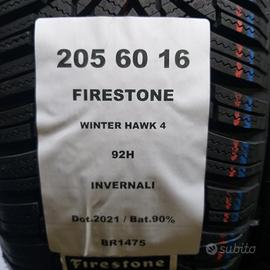 205 60 16
FIRESTONE
WINTER HAWK 4
92H
INVERNALI
Dot.2021 / Bat.90%
BR1475
Firestone
subito